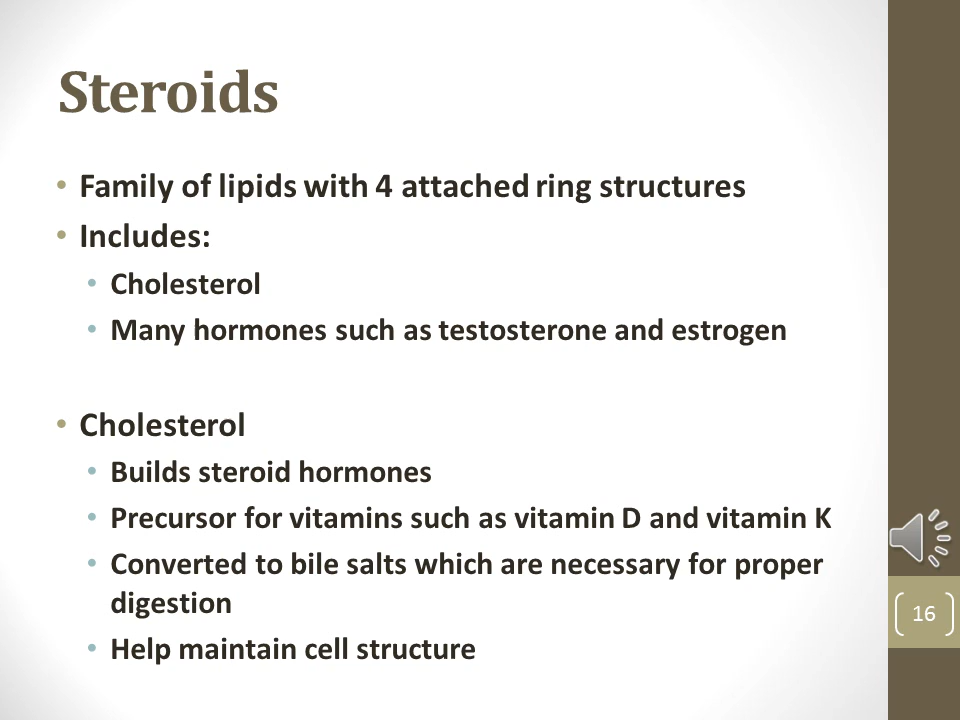 Steroids
• Family of lipids with 4 attached ring structures
• Includes:
• Cholesterol
• Many hormones such as testosterone and estrogen
• Cholesterol
• Builds steroid hormones
• Precursor for vitamins such as vitamin D and vitamin K
• Converted to bile salts which are necessary for proper
digestion
• Help maintain cell structure
16